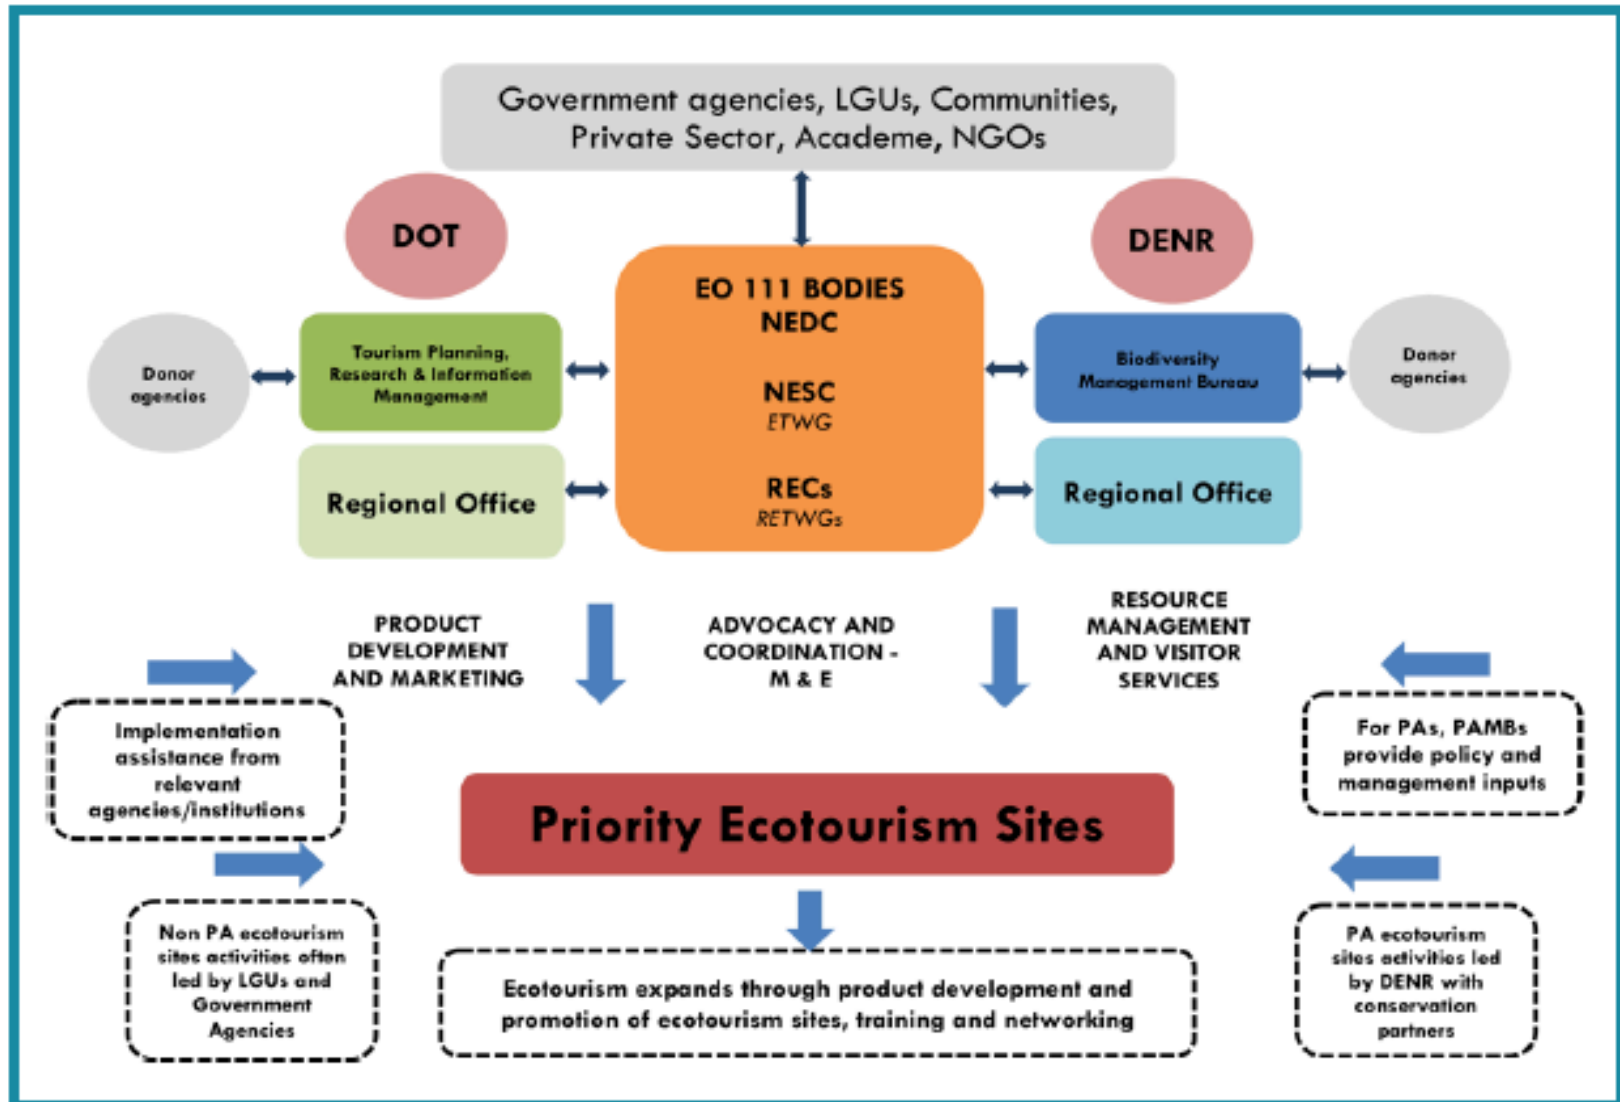 Government agencies, LGUs, Communities,
Private Sector, Academe, NGOs
DOT
DENR
EO 111 BODIES
NEDC
NESC
ETWG
RECs
RETWGs
Donor
agencies
Tourism Planning,
Research & Information
Management
Regional Office
Biodiversity
Management Bureau
Regional Office
Donor
agencies
PRODUCT
DEVELOPMENT
AND MARKETING
ADVOCACY AND
COORDINATION -
M & E
RESOURCE
MANAGEMENT
AND VISITOR
SERVICES
Implementation
assistance from
relevant
agencies/institutions
For PAs, PAMBs
provide policy and
management inputs
Priority Ecotourism Sites
Non PA ecotourism
sites activities often
led by LGUs and
Government
Agencies
Ecotourism expands through product development and
promotion of ecotourism sites, training and networking
PA ecotourism
sites activities led
by DENR with
conservation
partners